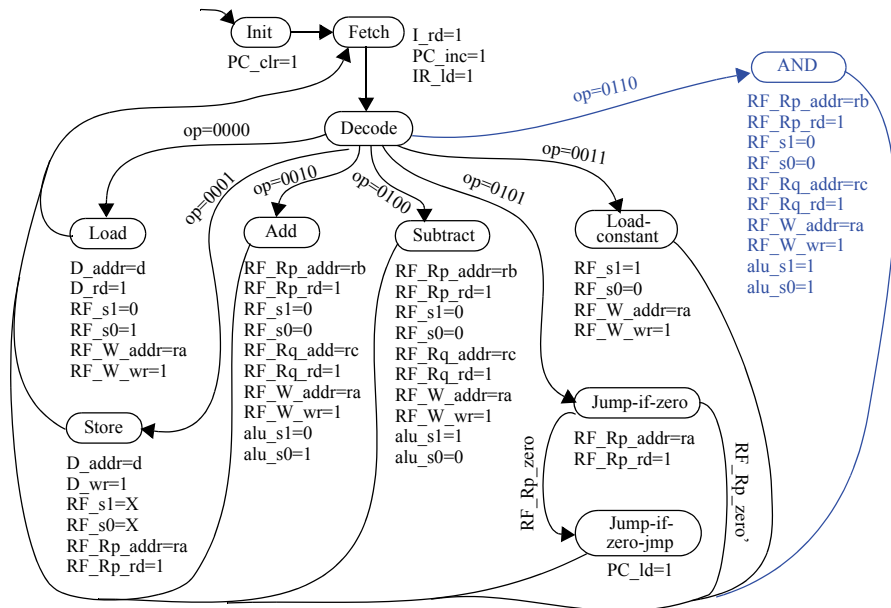 Init
PC_clr=1
Fetch
I_rd=1
PC_inc=1
IR_ld=1
Decode
op=0000
op=0001
op=0010
op=0100
op=0101
op=0011
op=0110
AND
RF_Rp_addr=rb
RF_Rp_rd=1
RF_s1=0
RF_s0=0
RF_Rq_addr=rc
RF_Rq_rd=1
RF_W_addr=ra
RF_W_wr=1
alu_s1=1
alu_s0=1
Load
D_addr=d
D_rd=1
RF_s1=0
RF_s0=1
RF_W_addr=ra
RF_W_wr=1
Add
RF_Rp_addr=rb
RF_Rp_rd=1
RF_s1=0
RF_s0=0
RF_Rq_add=rc
RF_Rq_rd=1
RF_W_addr=ra
RF_W_wr=1
alu_s1=0
alu_s0=1
Subtract
RF_Rp_addr=rb
RF_Rp_rd=1
RF_s1=0
RF_s0=0
RF_Rq_addr=rc
RF_Rq_rd=1
RF_W_addr=ra
RF_W_wr=1
alu_s1=1
alu_s0=0
Load-
constant
RF_s1=1
RF_s0=0
RF_W_addr=ra
RF_W_wr=1
Store
D_addr=d
D_wr=1
RF_s1=X
RF_s0=X
RF_Rp_addr=ra
RF_Rp_rd=1
Jump-if-zero
RF_Rp_addr=ra
RF_Rp_rd=1
RF_Rp_zero
RF_Rp_zero’
Jump-if-
zero-jmp
PC_ld=1